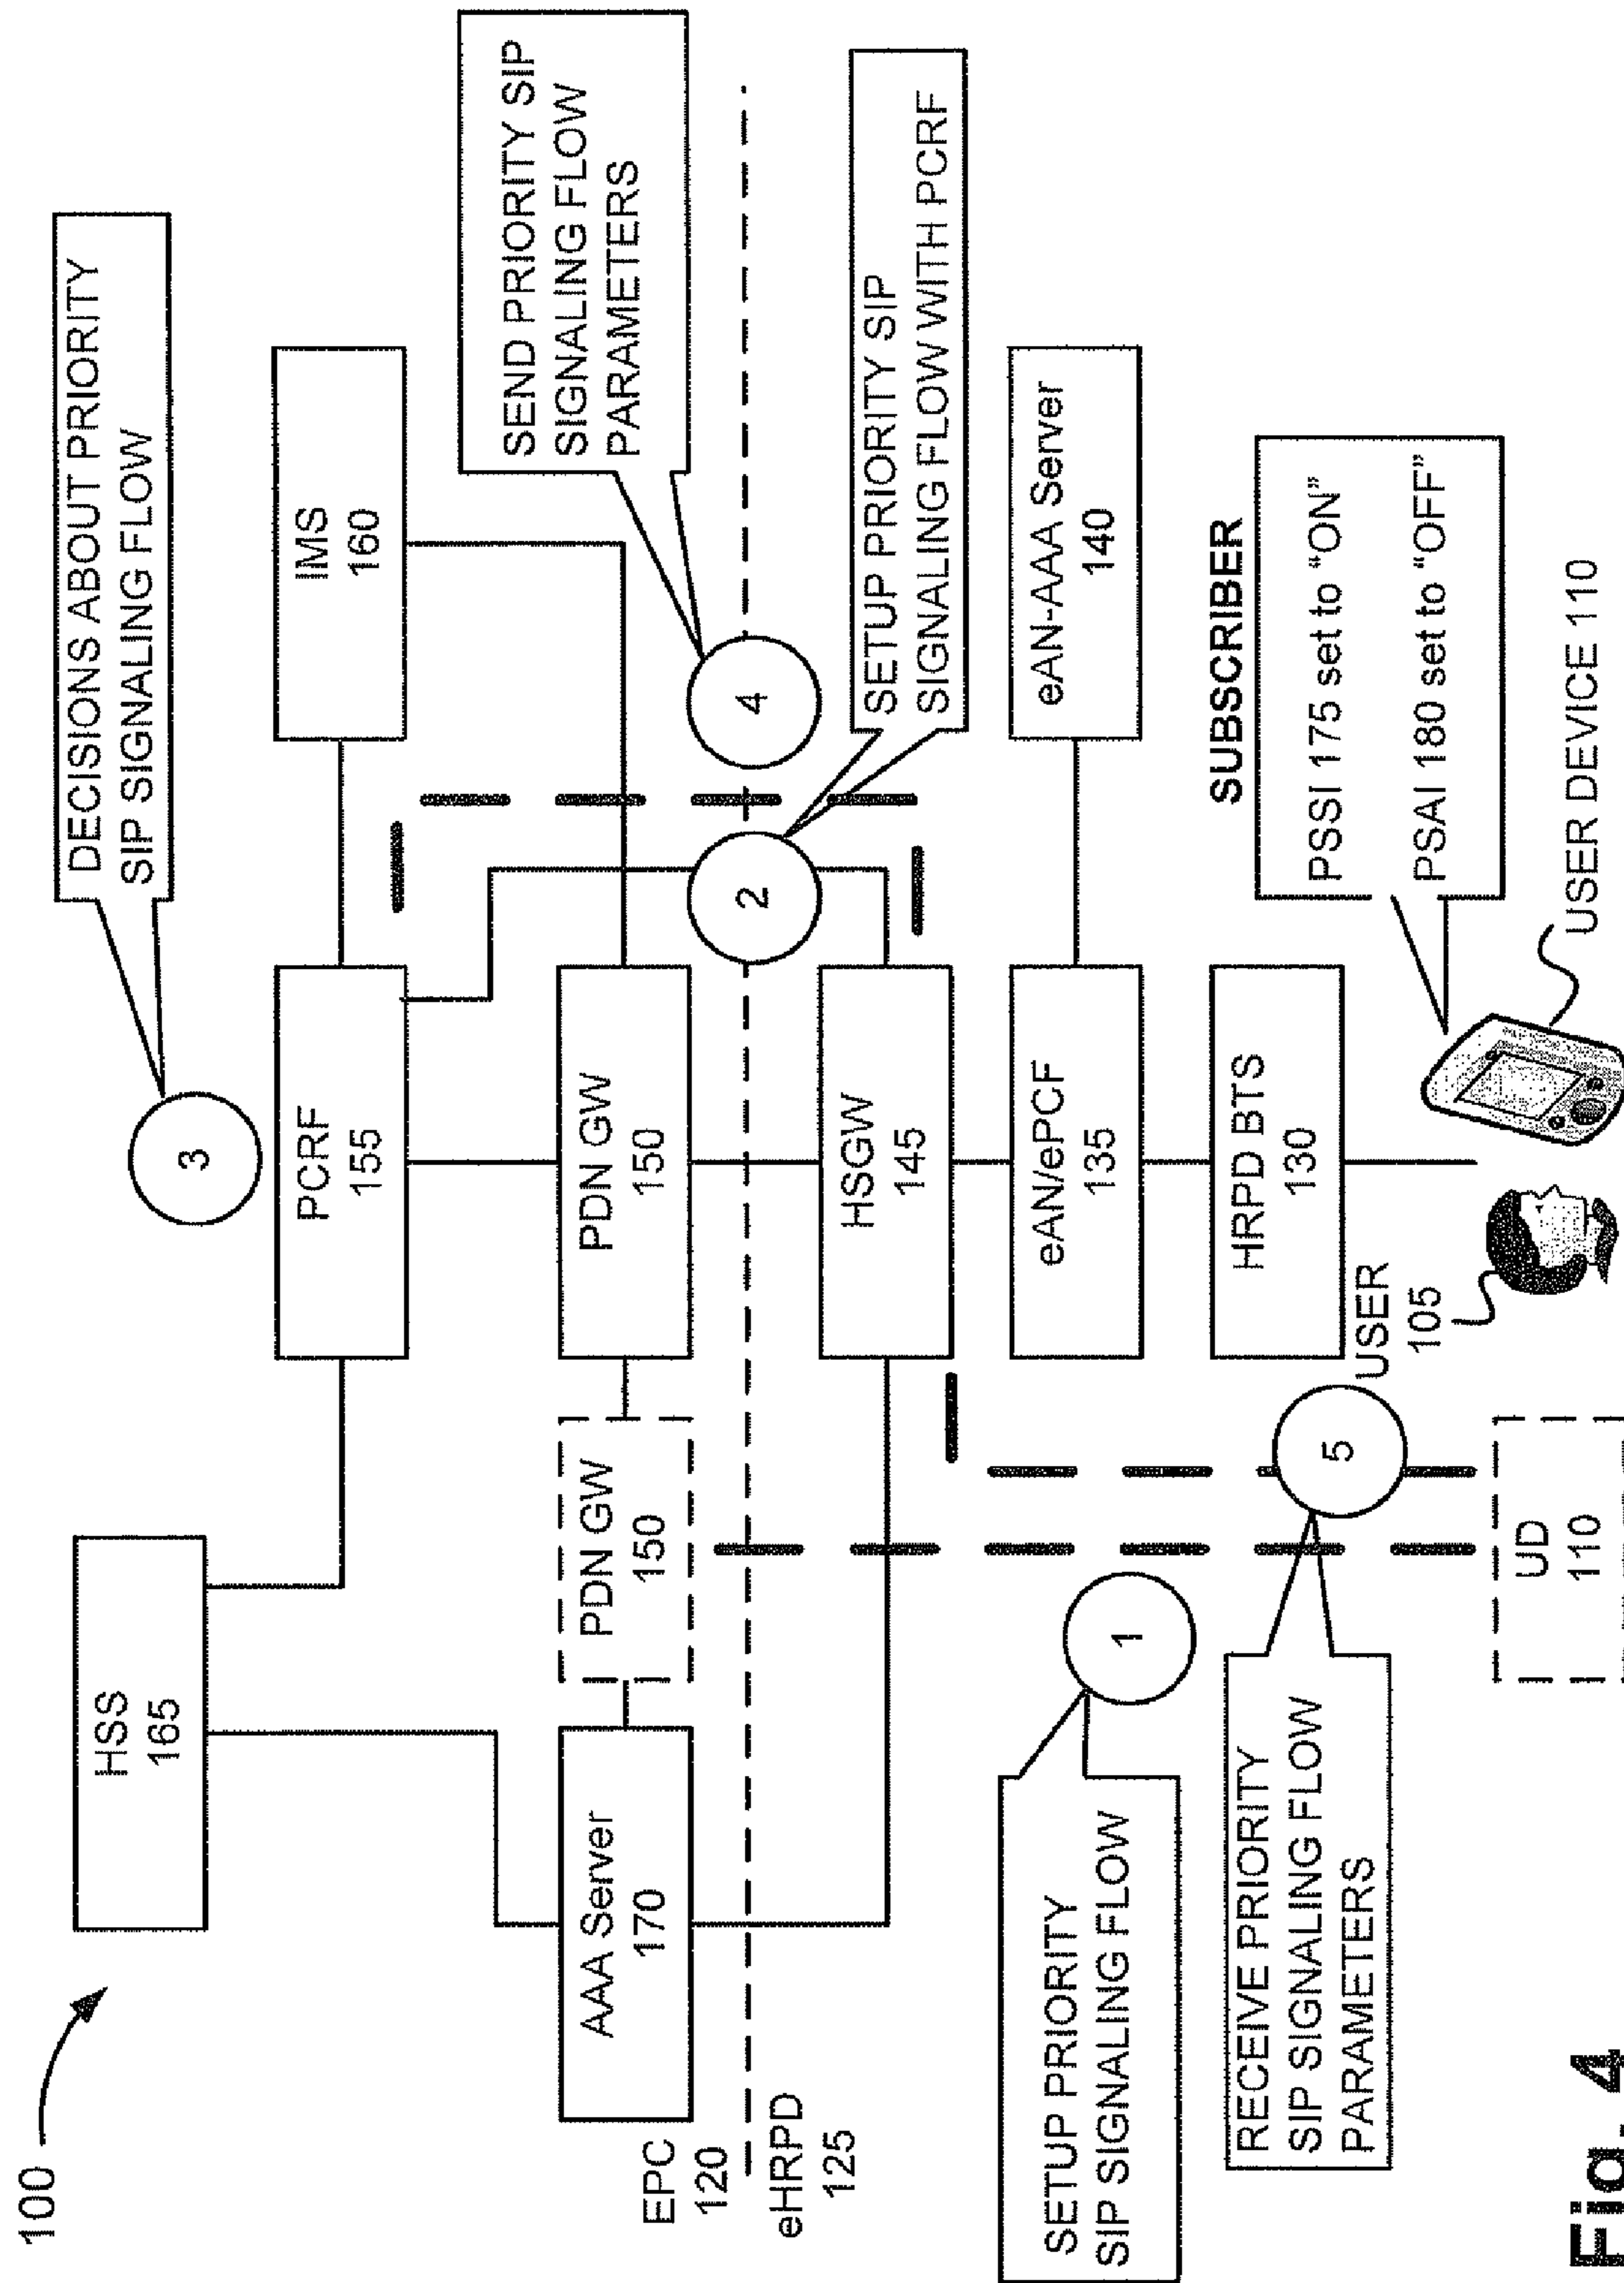 100
HSS
165
DECISIONS ABOUT PRIORITY
SIP SIGNALING FLOW
3
PCRF
155
IMS
160
AAA Server
170
PDN GW
150
PDN GW
150
SEND PRIORITY SIP
SIGNALING FLOW
PARAMETERS
EPC
120
eHRPD
125
2
4
SETUP PRIORITY SIP
SIGNALING FLOW WITH PCRF
HSGW
145
SETUP PRIORITY
SIP SIGNALING FLOW
1
eAN/ePCF
135
eAN-AAA Server
140
RECEIVE PRIORITY
SIP SIGNALING FLOW
PARAMETERS
5
HRPD BTS
130
SUBSCRIBER
PSSI 175 set to “ON”
PSAI 180 set to “OFF”
USER
105
UD
110
USER DEVICE 110
Fig. 4